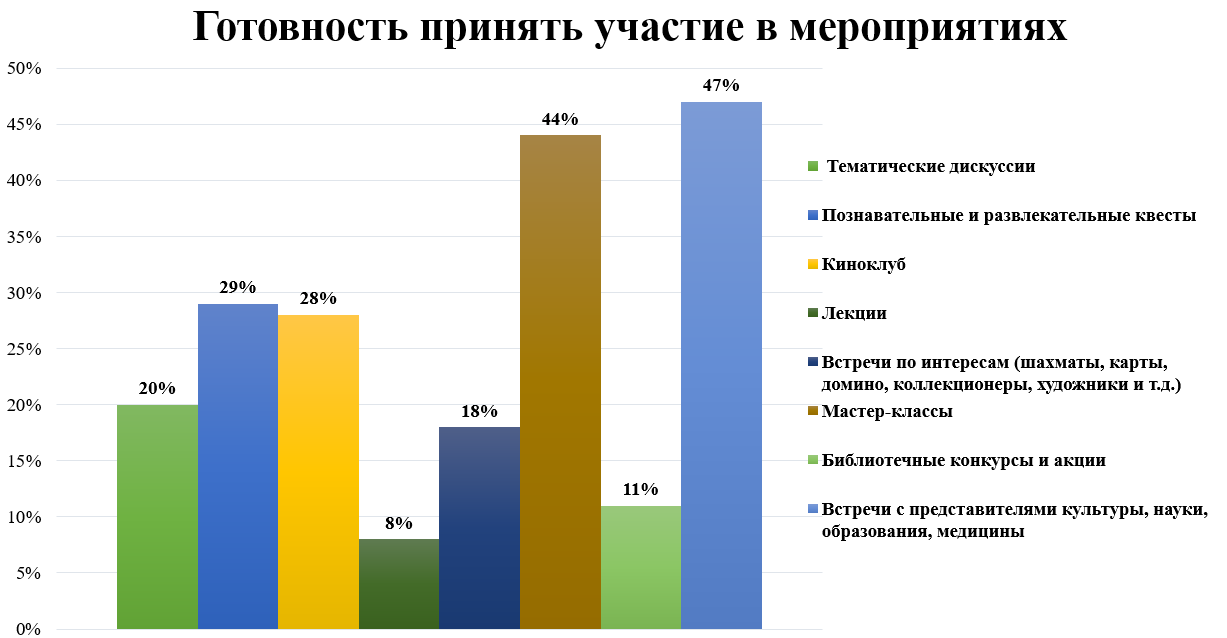 Готовность принять участие в мероприятиях
50%
45%
40%
35%
30%
25%
20%
15%
10%
5%
0%
20%
29%
28%
8%
18%
44%
11%
47%
Тематические дискуссии
Познавательные и развлекательные квесты
Киноклуб
Лекции
Встречи по интересам (шахматы, карты,
домино, коллекционеры, художники и т.д.)
Мастер-классы
Библиотечные конкурсы и акции
Встречи с представителями культуры, науки,
образования, медицины